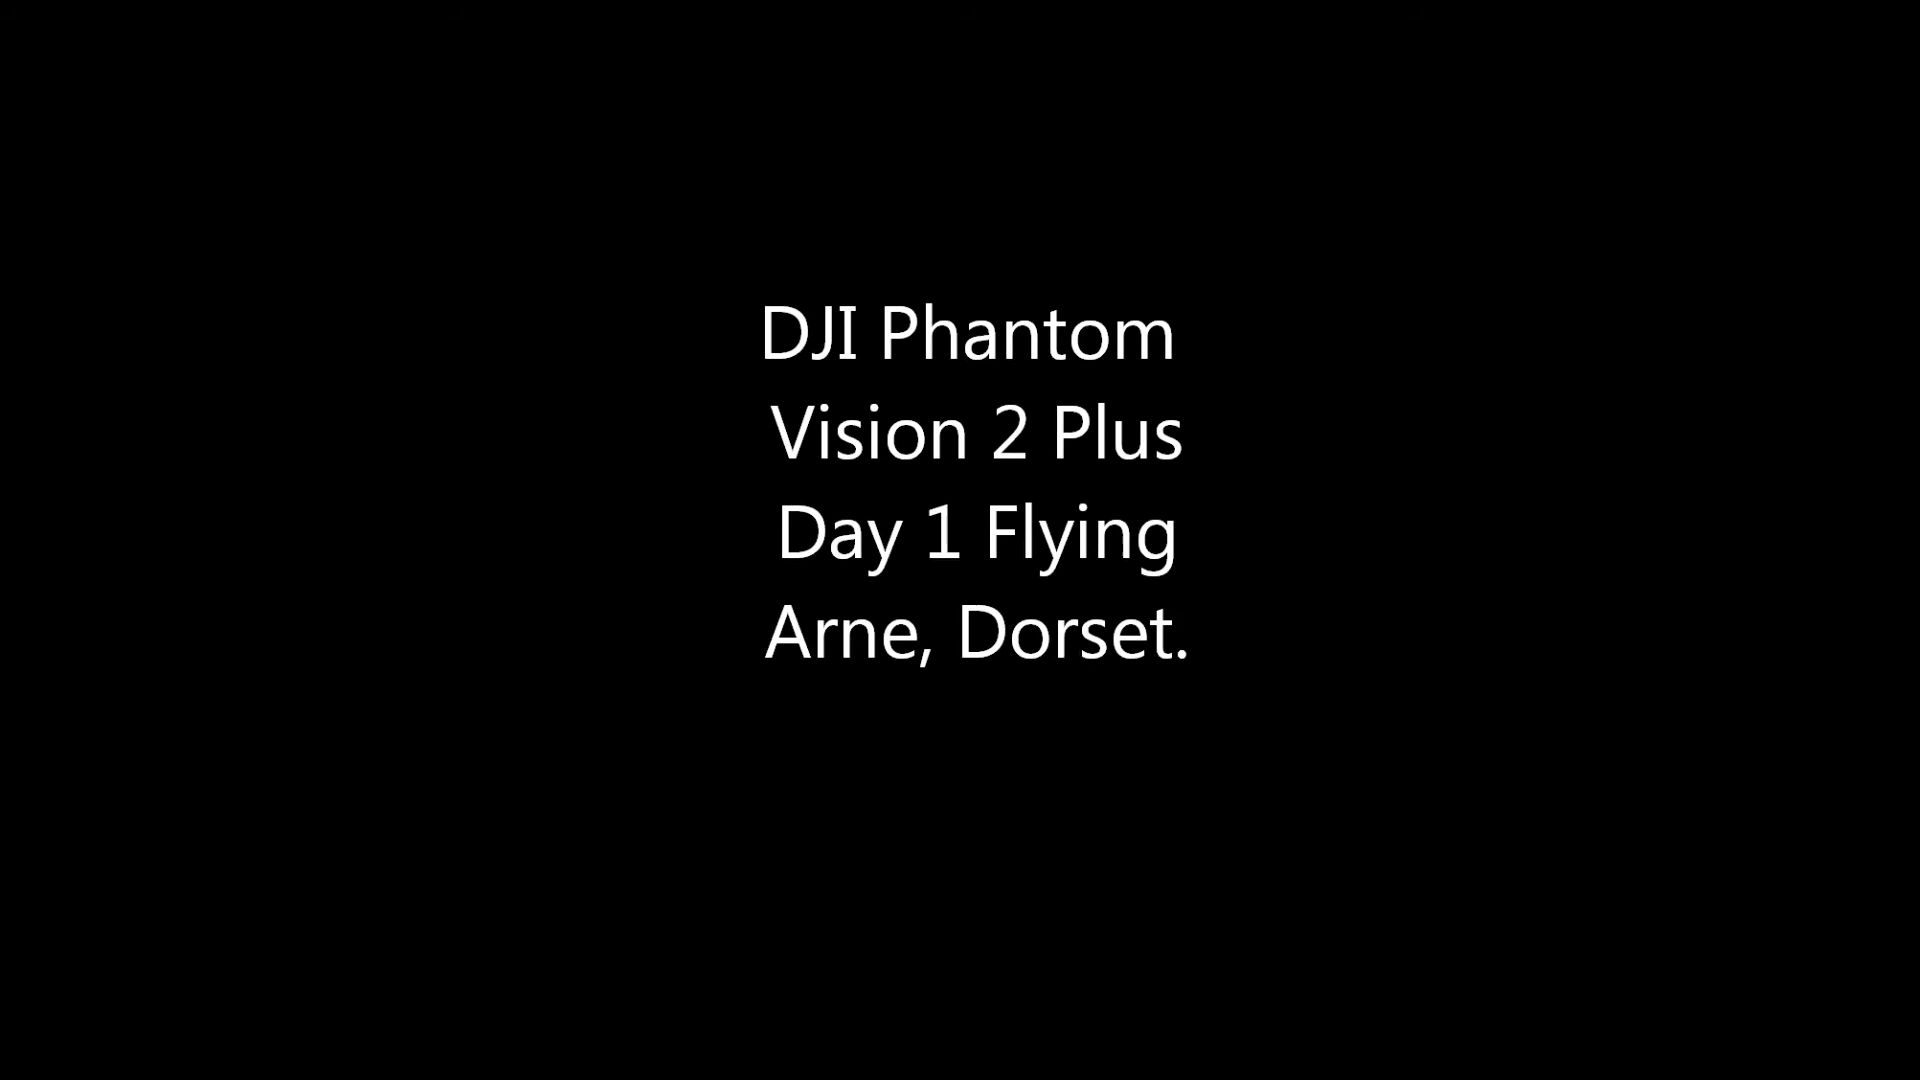 DJI Phantom
Vision 2 Plus
Day 1 Flying
Arne, Dorset.